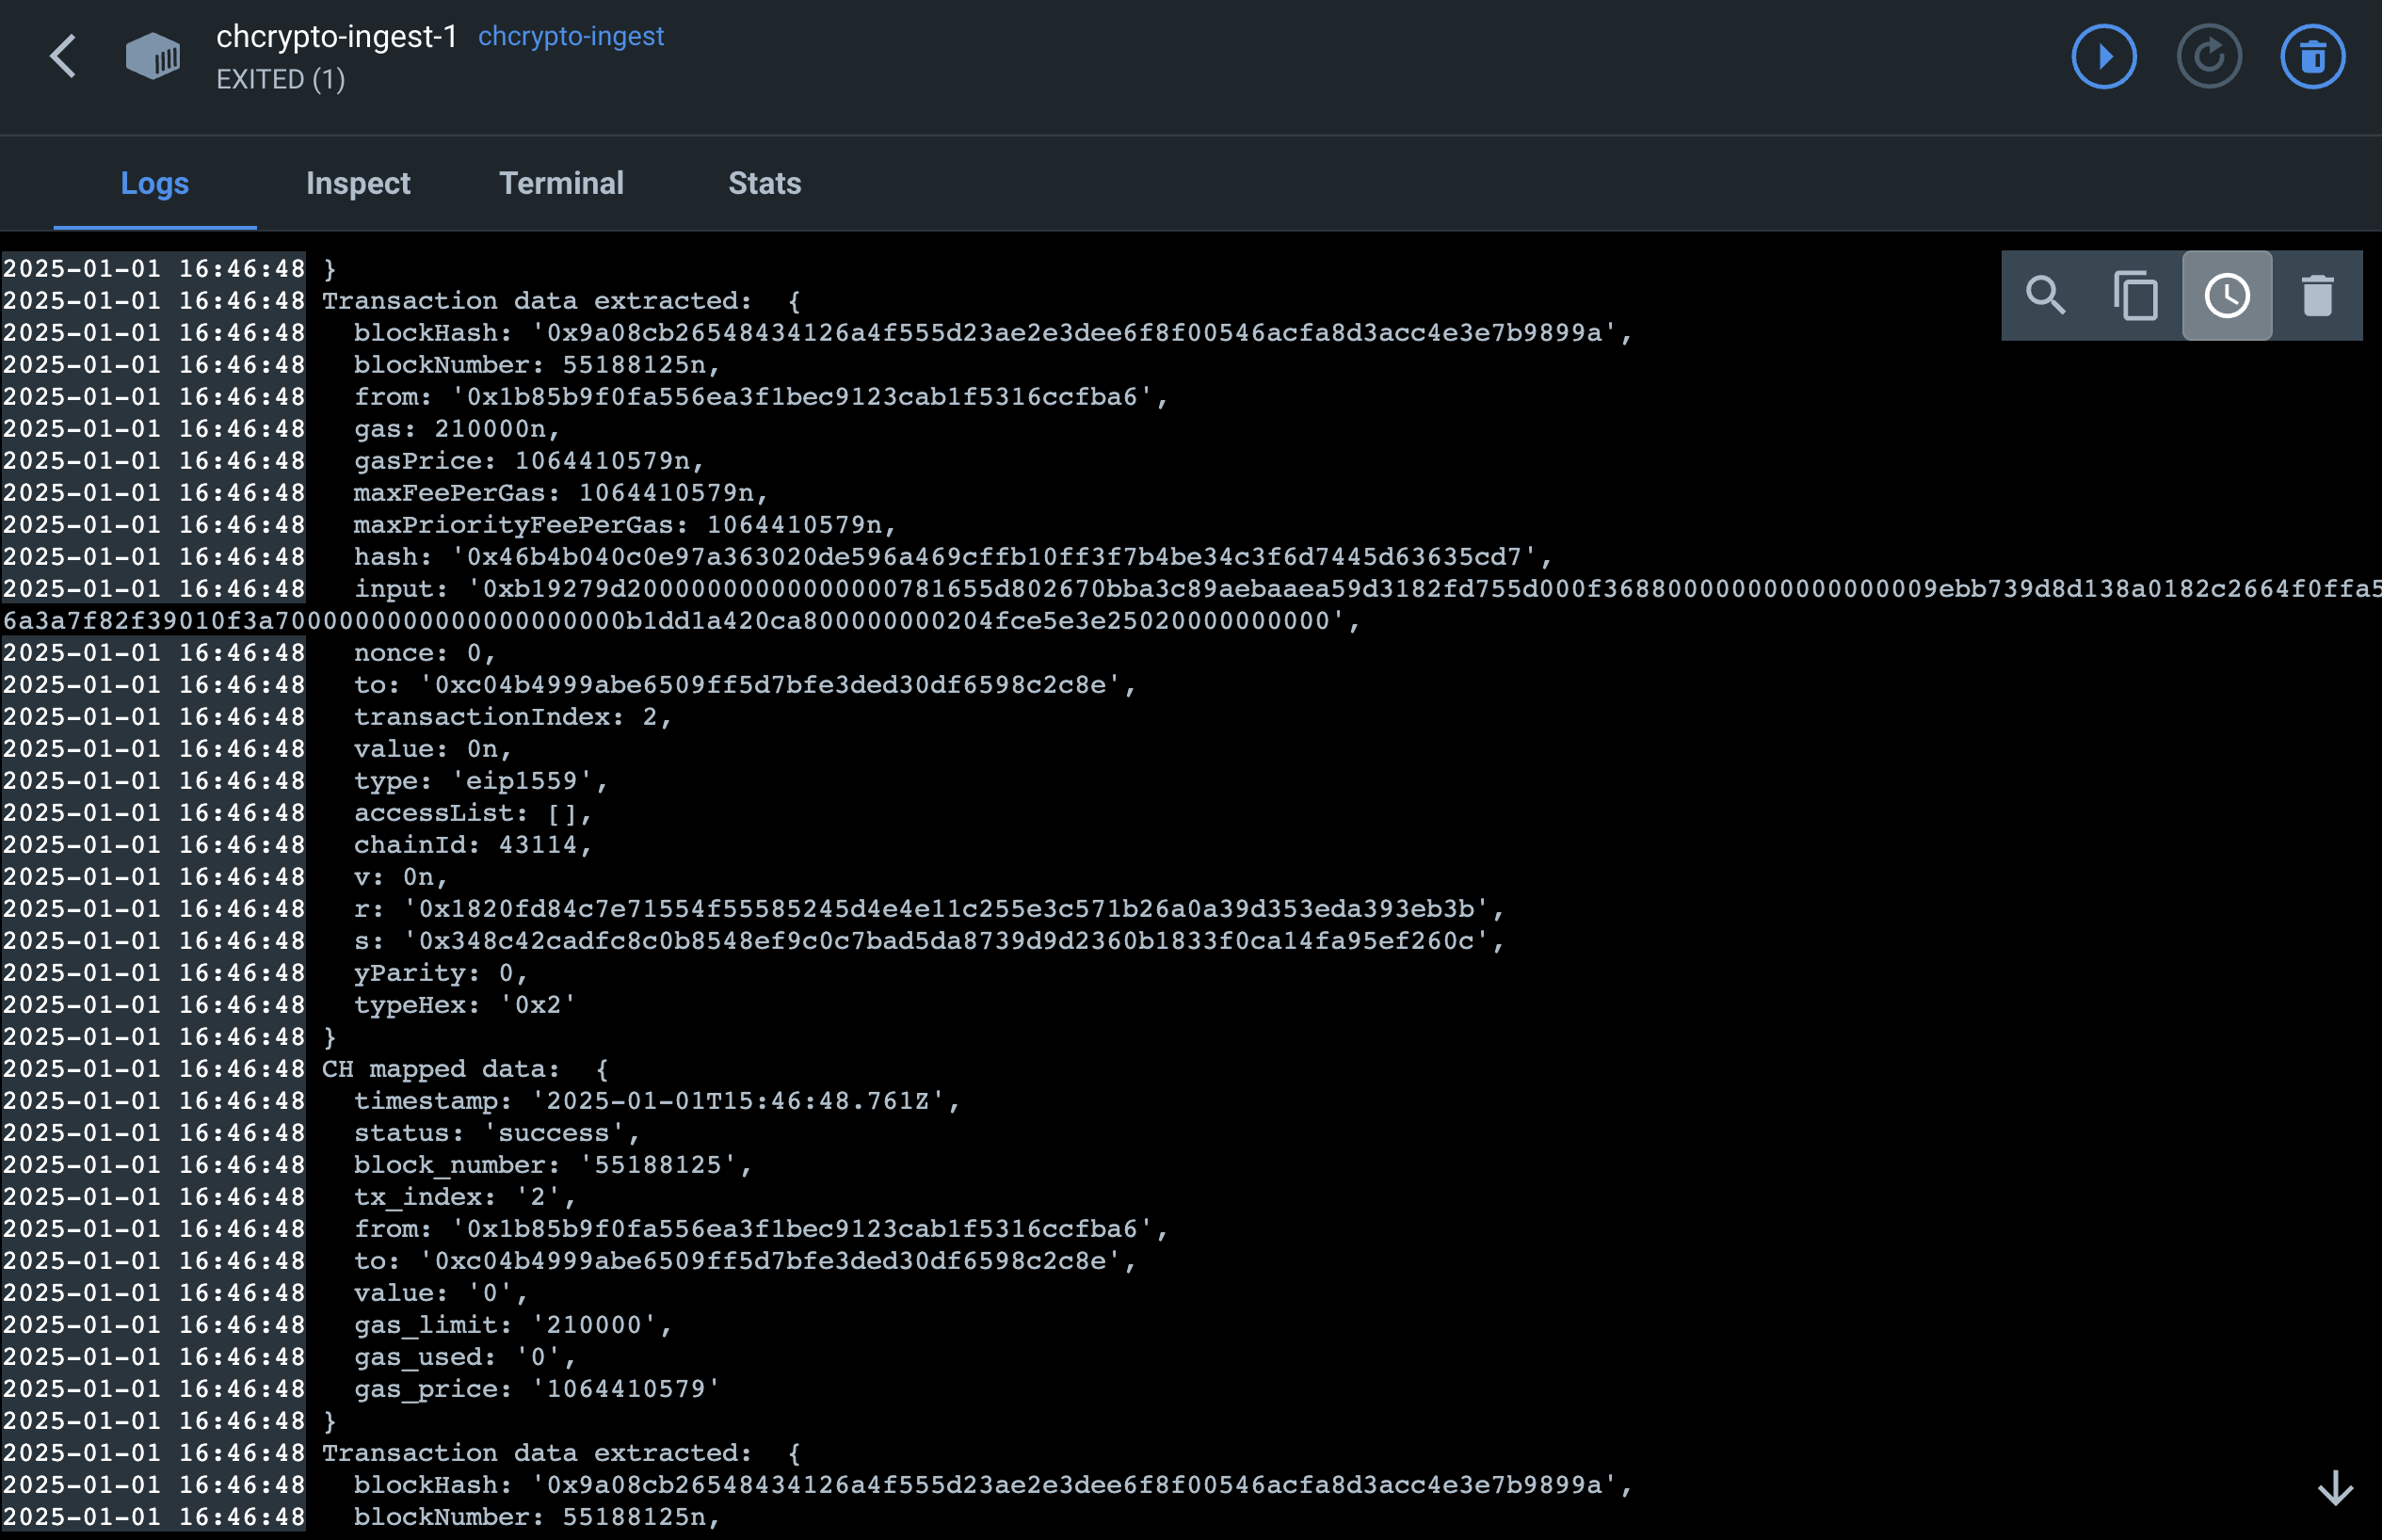 chcrypto-ingest-1 chcrypto-ingest
EXITED (1)
Logs Inspect Terminal Stats
2025-01-01 16:46:48 }
2025-01-01 16:46:48 Transaction data extracted:  {
2025-01-01 16:46:48   blockHash: '0x9a08cb26548434126a4f555d23ae2e3dee6f8f00546acfa8d3acc4e3e7b9899a',
2025-01-01 16:46:48   blockNumber: 55188125n,
2025-01-01 16:46:48   from: '0x1b85b9f0fa556ea3f1bec9123cab1f5316ccfba6',
2025-01-01 16:46:48   gas: 210000n,
2025-01-01 16:46:48   gasPrice: 1064410579n,
2025-01-01 16:46:48   maxFeePerGas: 1064410579n,
2025-01-01 16:46:48   maxPriorityFeePerGas: 1064410579n,
2025-01-01 16:46:48   hash: '0x46b4b040c0e97a363020de596a469cffb10ff3f7b4be34c3f6d7445d63635cd7',
2025-01-01 16:46:48   input: '0xb19279d2000000000000000000781655d802670bba3c89aebaaea59d3182fd755d000f3688000000000000000009ebb739d8d138a0182c2664f0ffa5
6a3a7f82f39010f3a700000000000000000000b1dd1a420ca800000000204fce5e3e25020000000000',
2025-01-01 16:46:48   nonce: 0,
2025-01-01 16:46:48   to: '0xc04b4999abe6509ff5d7bfe3ded30df6598c2c8e',
2025-01-01 16:46:48   transactionIndex: 2,
2025-01-01 16:46:48   value: 0n,
2025-01-01 16:46:48   type: 'eip1559',
2025-01-01 16:46:48   accessList: [],
2025-01-01 16:46:48   chainId: 43114,
2025-01-01 16:46:48   v: 0n,
2025-01-01 16:46:48   r: '0x1820fd84c7e71554f55585245d4e4e11c255e3c571b26a0a39d353eda393eb3b',
2025-01-01 16:46:48   s: '0x348c42cadfc8c0b8548ef9c0c7bad5da8739d9d2360b1833f0ca14fa95ef260c',
2025-01-01 16:46:48   yParity: 0,
2025-01-01 16:46:48   typeHex: '0x2'
2025-01-01 16:46:48 }
2025-01-01 16:46:48 CH mapped data:  {
2025-01-01 16:46:48   timestamp: '2025-01-01T15:46:48.761Z',
2025-01-01 16:46:48   status: 'success',
2025-01-01 16:46:48   block_number: '55188125',
2025-01-01 16:46:48   tx_index: '2',
2025-01-01 16:46:48   from: '0x1b85b9f0fa556ea3f1bec9123cab1f5316ccfba6',
2025-01-01 16:46:48   to: '0xc04b4999abe6509ff5d7bfe3ded30df6598c2c8e',
2025-01-01 16:46:48   value: '0',
2025-01-01 16:46:48   gas_limit: '210000',
2025-01-01 16:46:48   gas_used: '0',
2025-01-01 16:46:48   gas_price: '1064410579'
2025-01-01 16:46:48 }
2025-01-01 16:46:48 Transaction data extracted:  {
2025-01-01 16:46:48   blockHash: '0x9a08cb26548434126a4f555d23ae2e3dee6f8f00546acfa8d3acc4e3e7b9899a',
2025-01-01 16:46:48   blockNumber: 55188125n,